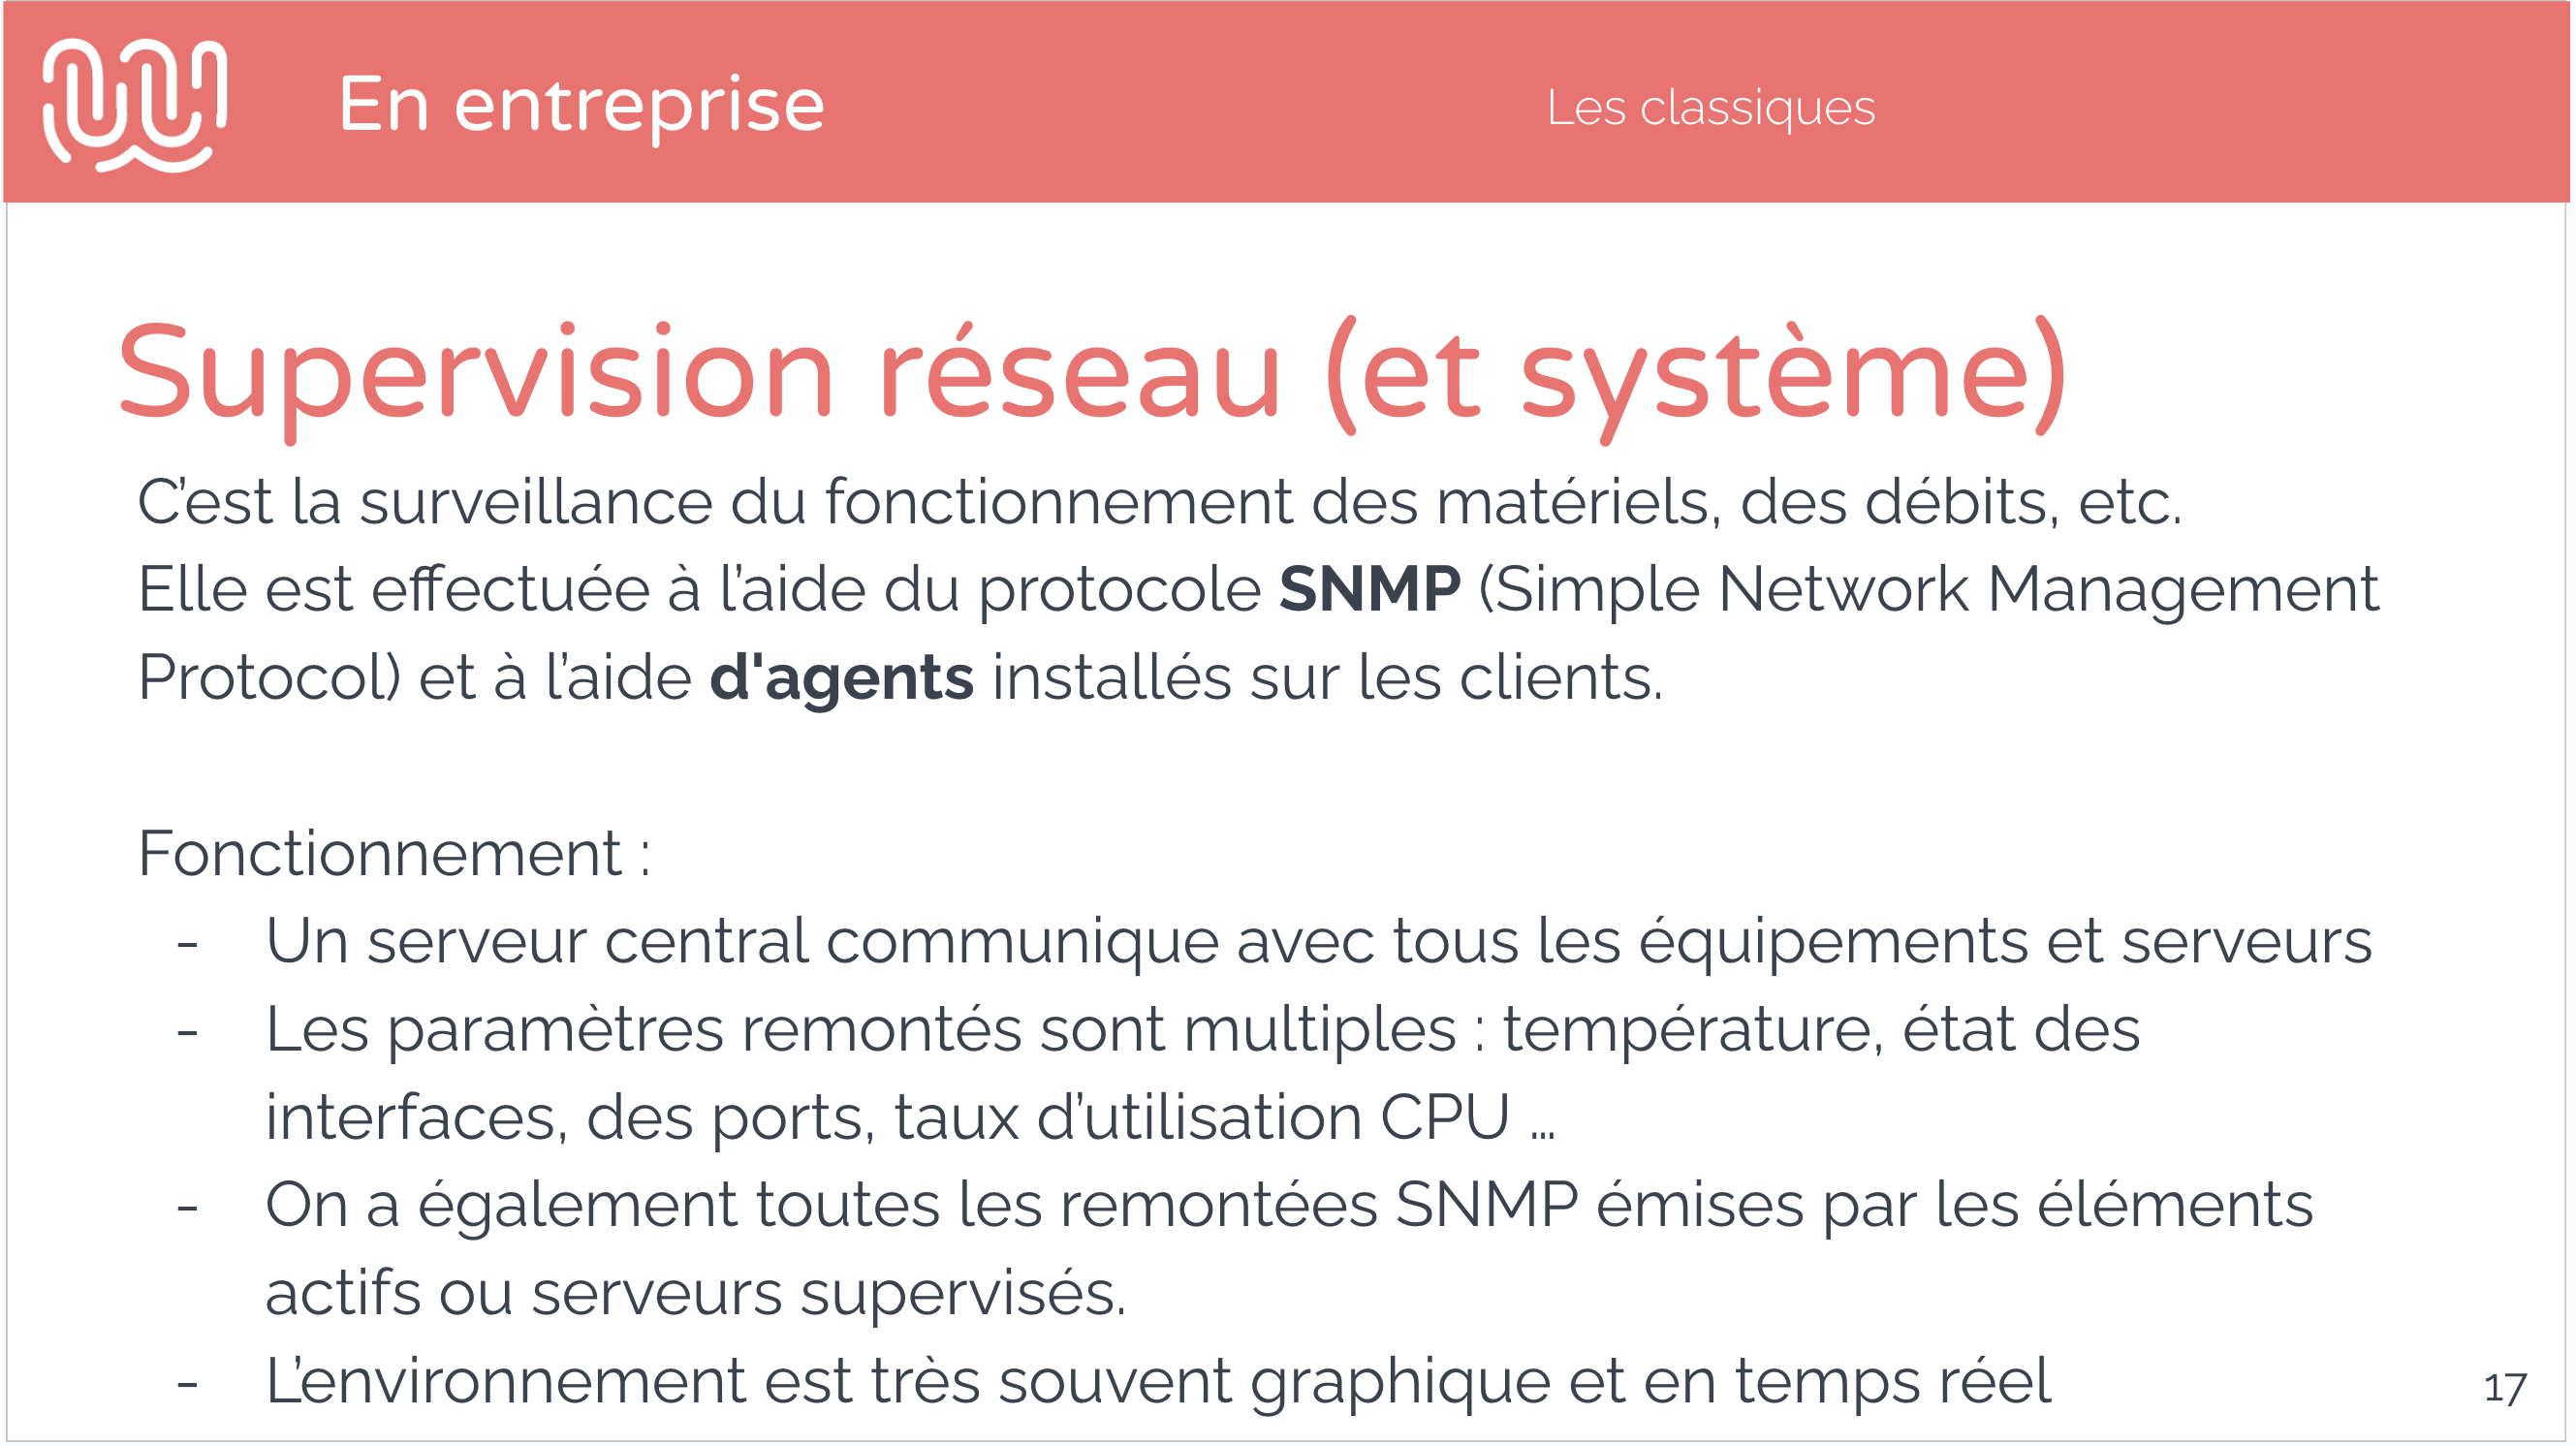 En entreprise
Les classiques
Supervision réseau (et système)
C’est la surveillance du fonctionnement des matériels, des débits, etc.
Elle est effectuée à l’aide du protocole SNMP (Simple Network Management
Protocol) et à l’aide d'agents installés sur les clients.
Fonctionnement :
- Un serveur central communique avec tous les équipements et serveurs
- Les paramètres remontés sont multiples : température, état des
interfaces, des ports, taux d’utilisation CPU ...
- On a également toutes les remontées SNMP émises par les éléments
actifs ou serveurs supervisés.
- L’environnement est très souvent graphique et en temps réel
17